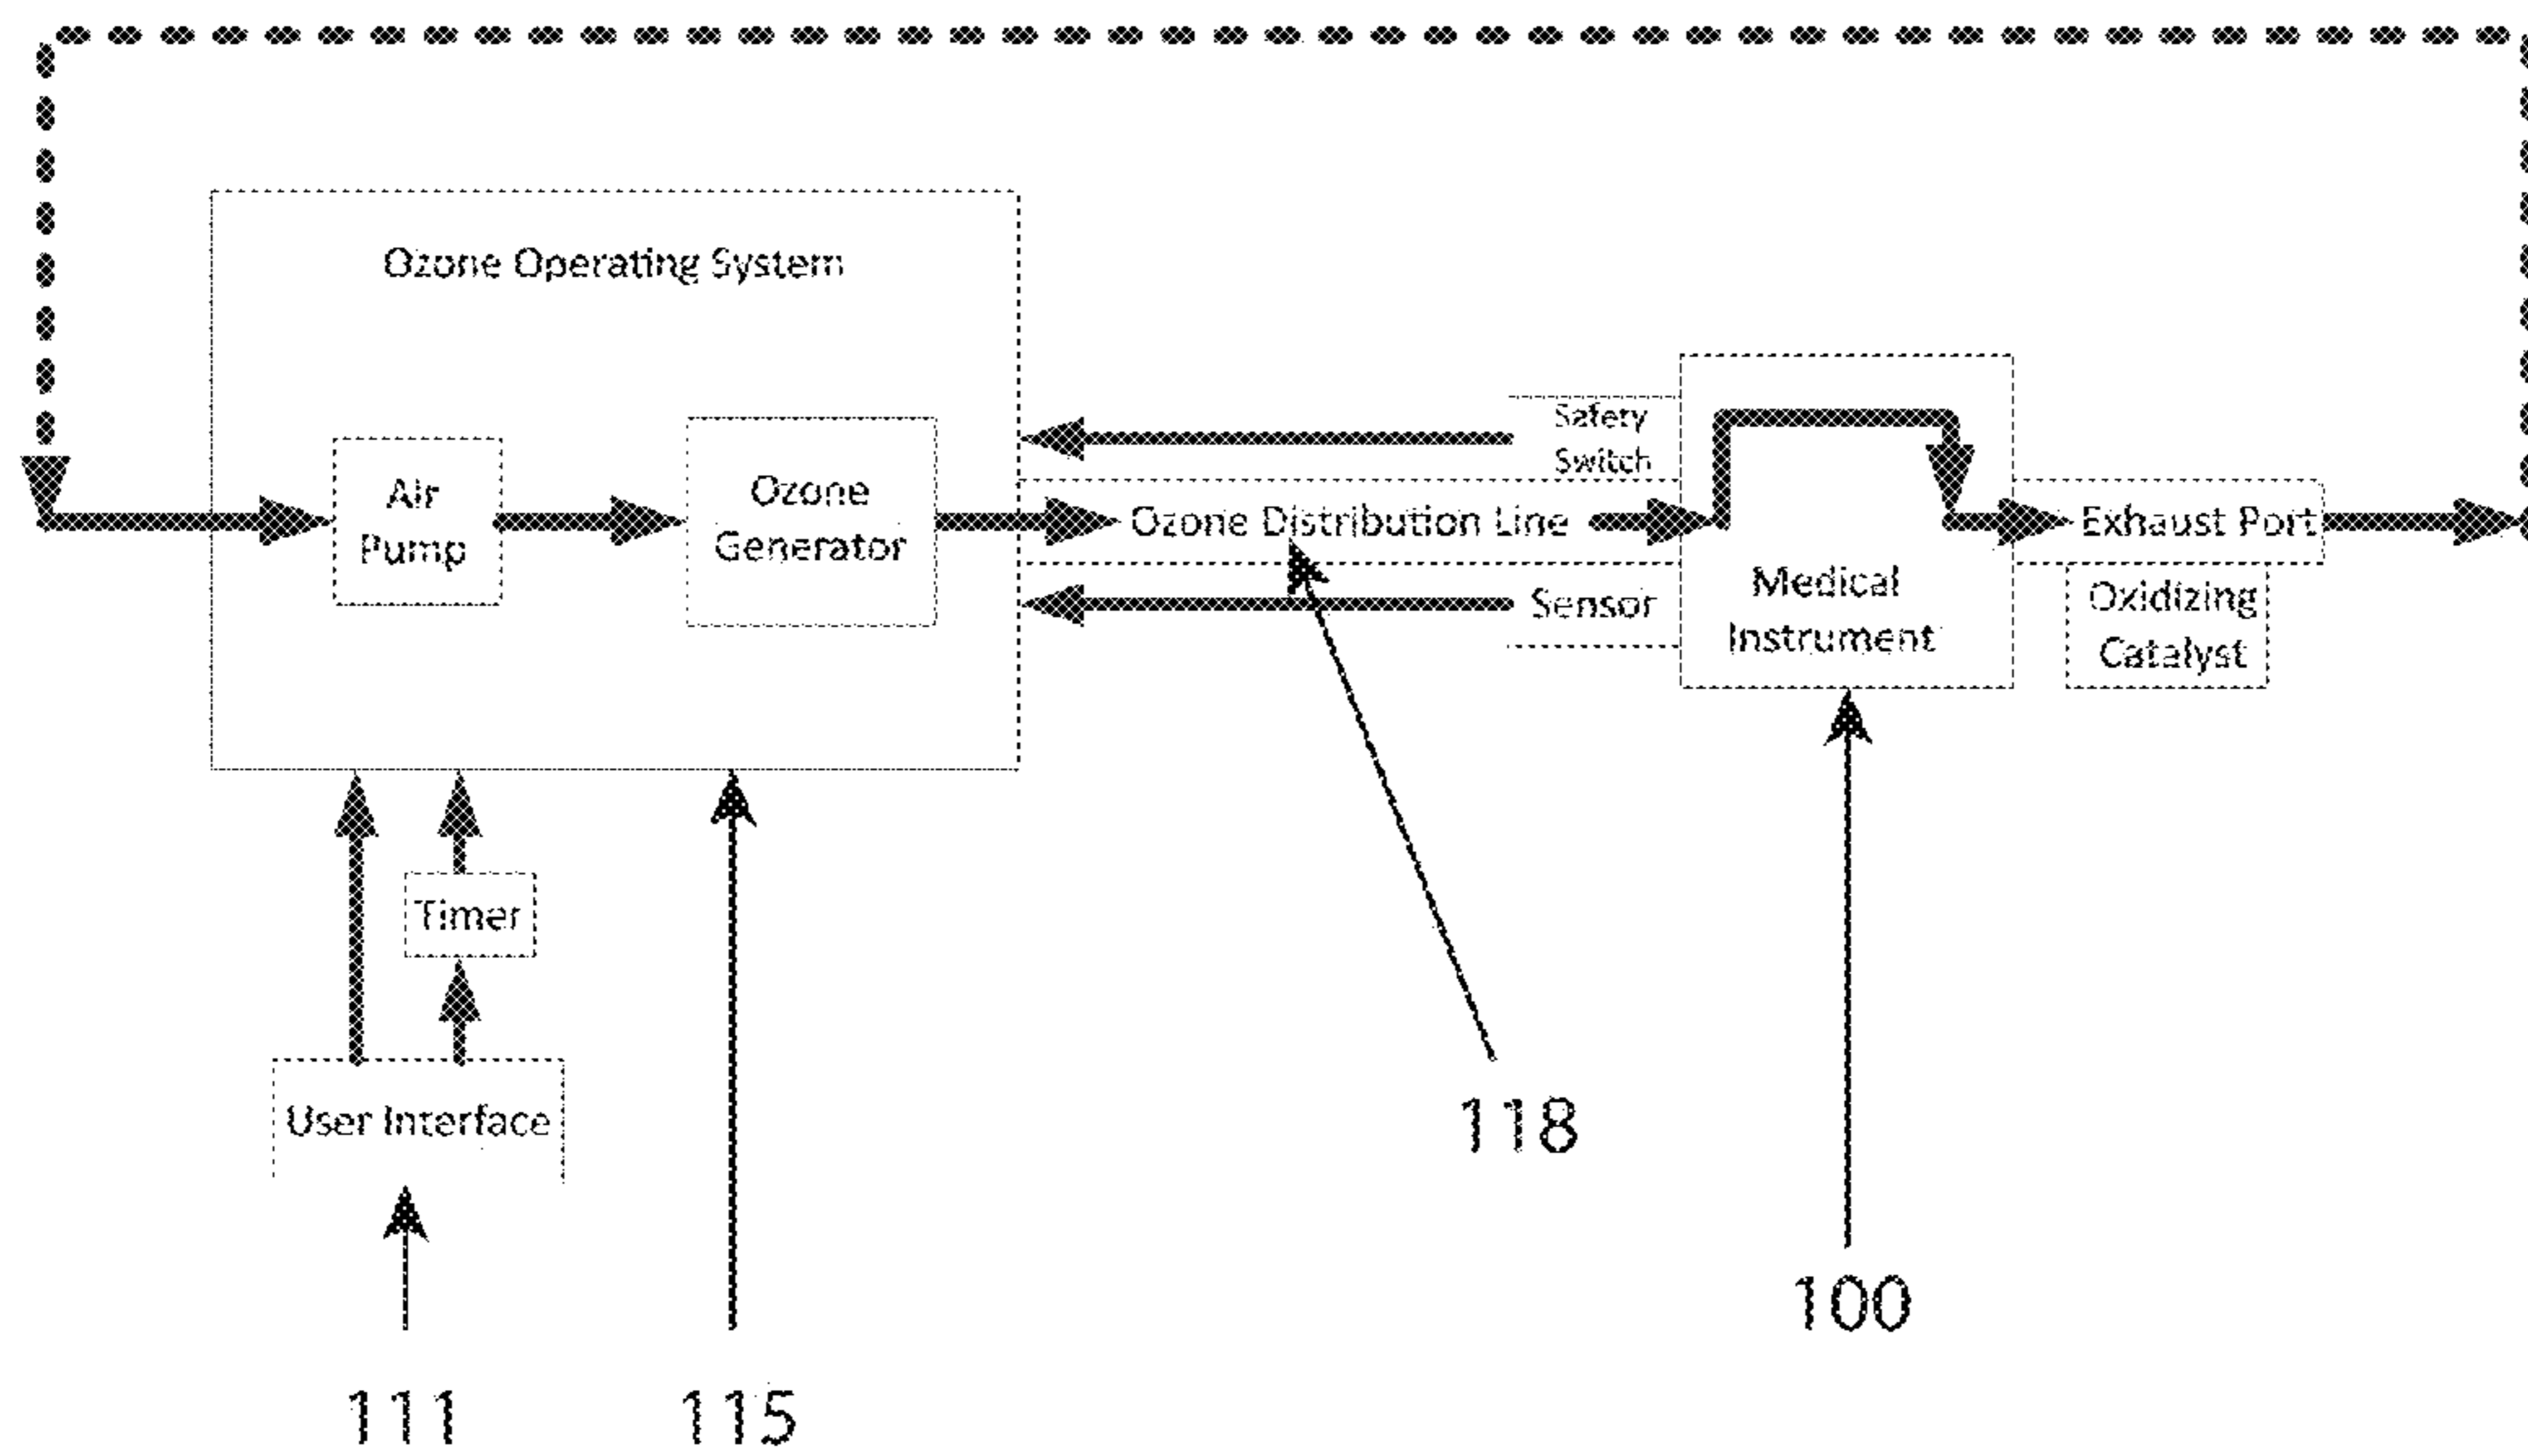 Ozone Operating System
Air
Pump
Ozone
Generator
Safety
Switch
Ozone Distribution Line
Sensor
Medical
Instrument
Exhaust Port
Oxidizing
Catalyst
Timer
User Interface
118
100
111
115